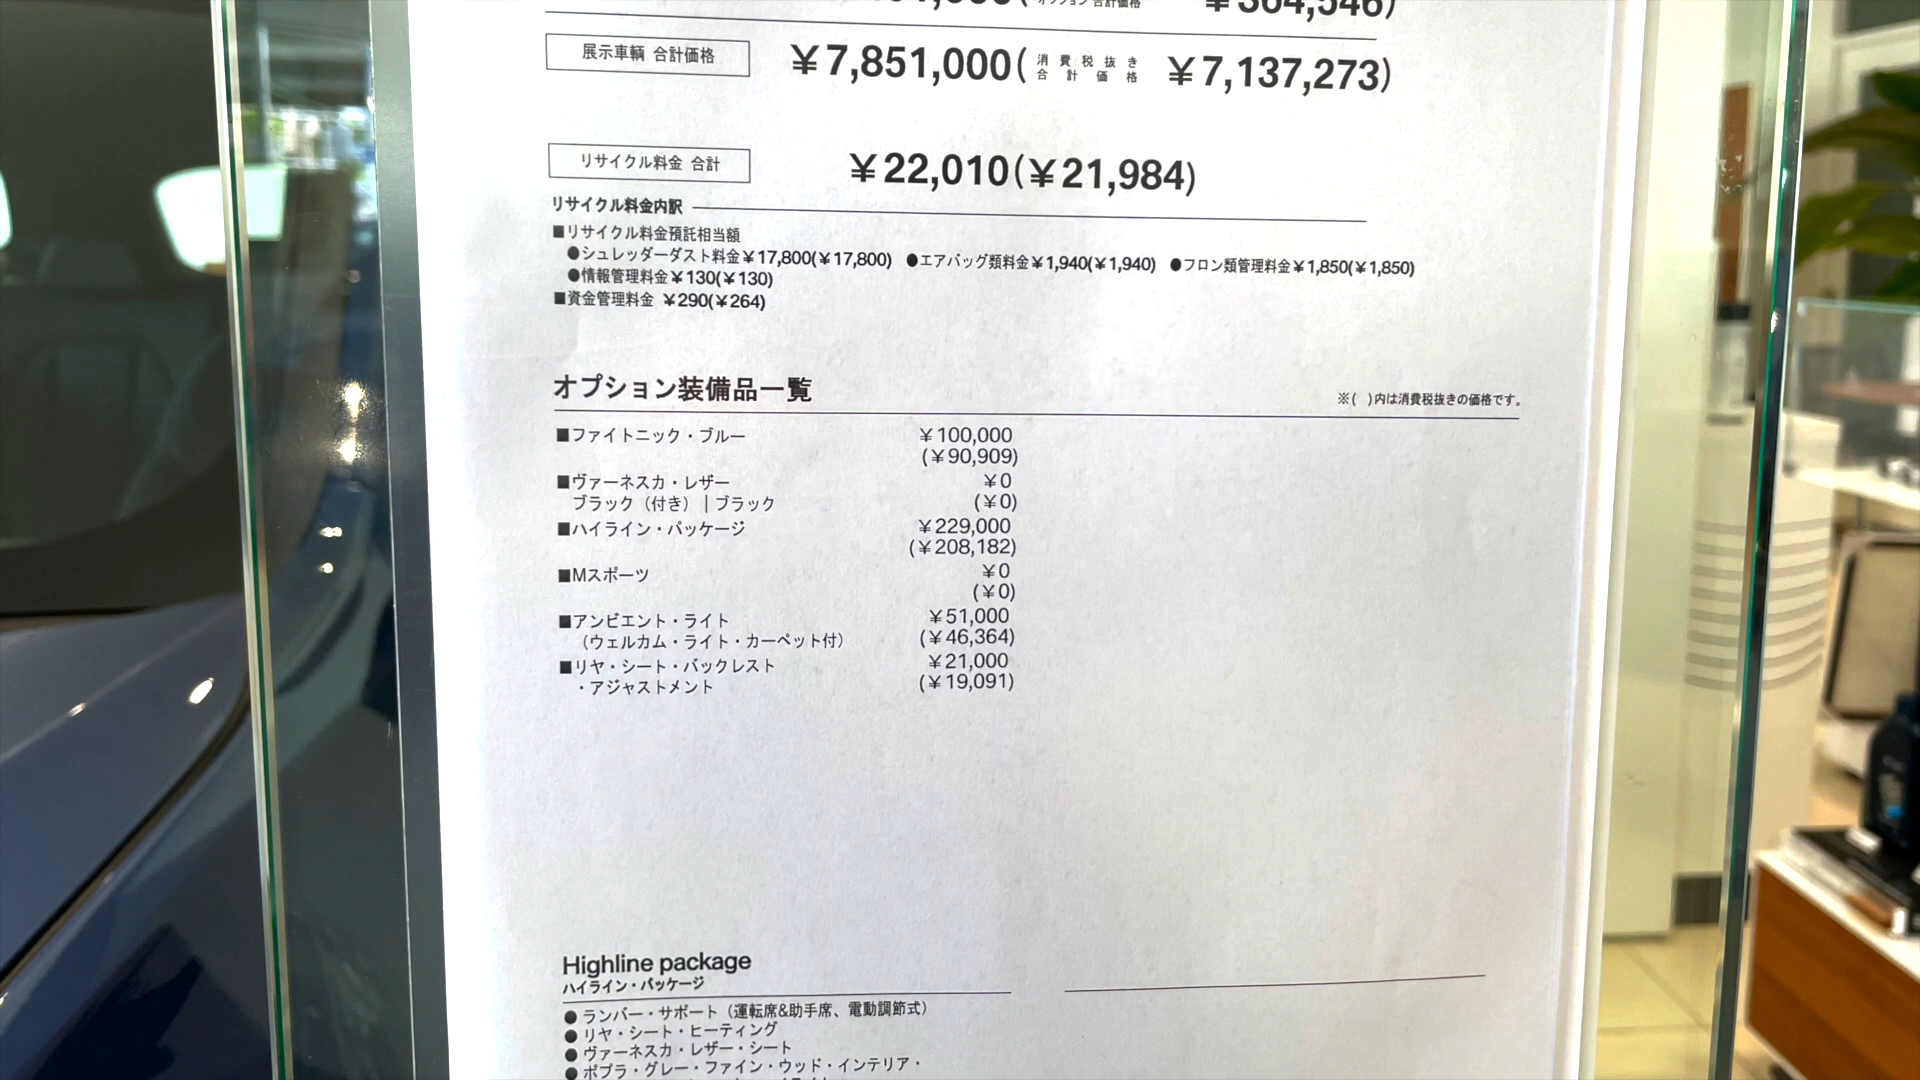 オプション合計価格 ¥364,546)
展示車輌 合計価格 ¥7,851,000(消費税抜き合計価格 ¥7,137,273)
リサイクル料金 合計 ¥22,010(¥21,984)
リサイクル料金内訳
■リサイクル料金預託相当額
●シュレッダーダスト料金¥17,800(¥17,800) ●エアバッグ類料金¥1,940(¥1,940) ●フロン類管理料金¥1,850(¥1,850)
●情報管理料金¥130(¥130)
■資金管理料金 ¥290(¥264)
オプション装備品一覧
※( )内は消費税抜きの価格です。
■ファイトニック・ブルー ¥100,000
(¥90,909)
■ヴァーネスカ・レザー ¥0
ブラック（付き）｜ブラック (¥0)
■ハイライン・パッケージ ¥229,000
(¥208,182)
■Mスポーツ ¥0
(¥0)
■アンビエント・ライト ¥51,000
（ウェルカム・ライト・カーペット付） (¥46,364)
■リヤ・シート・バックレスト ¥21,000
・アジャストメント (¥19,091)
Highline package
ハイライン・パッケージ
● ランバー・サポート（運転席&助手席、電動調節式）
● リヤ・シート・ヒーティング
● ヴァーネスカ・レザー・シート
● ポプラ・グレー・ファイン・ウッド・インテリア・